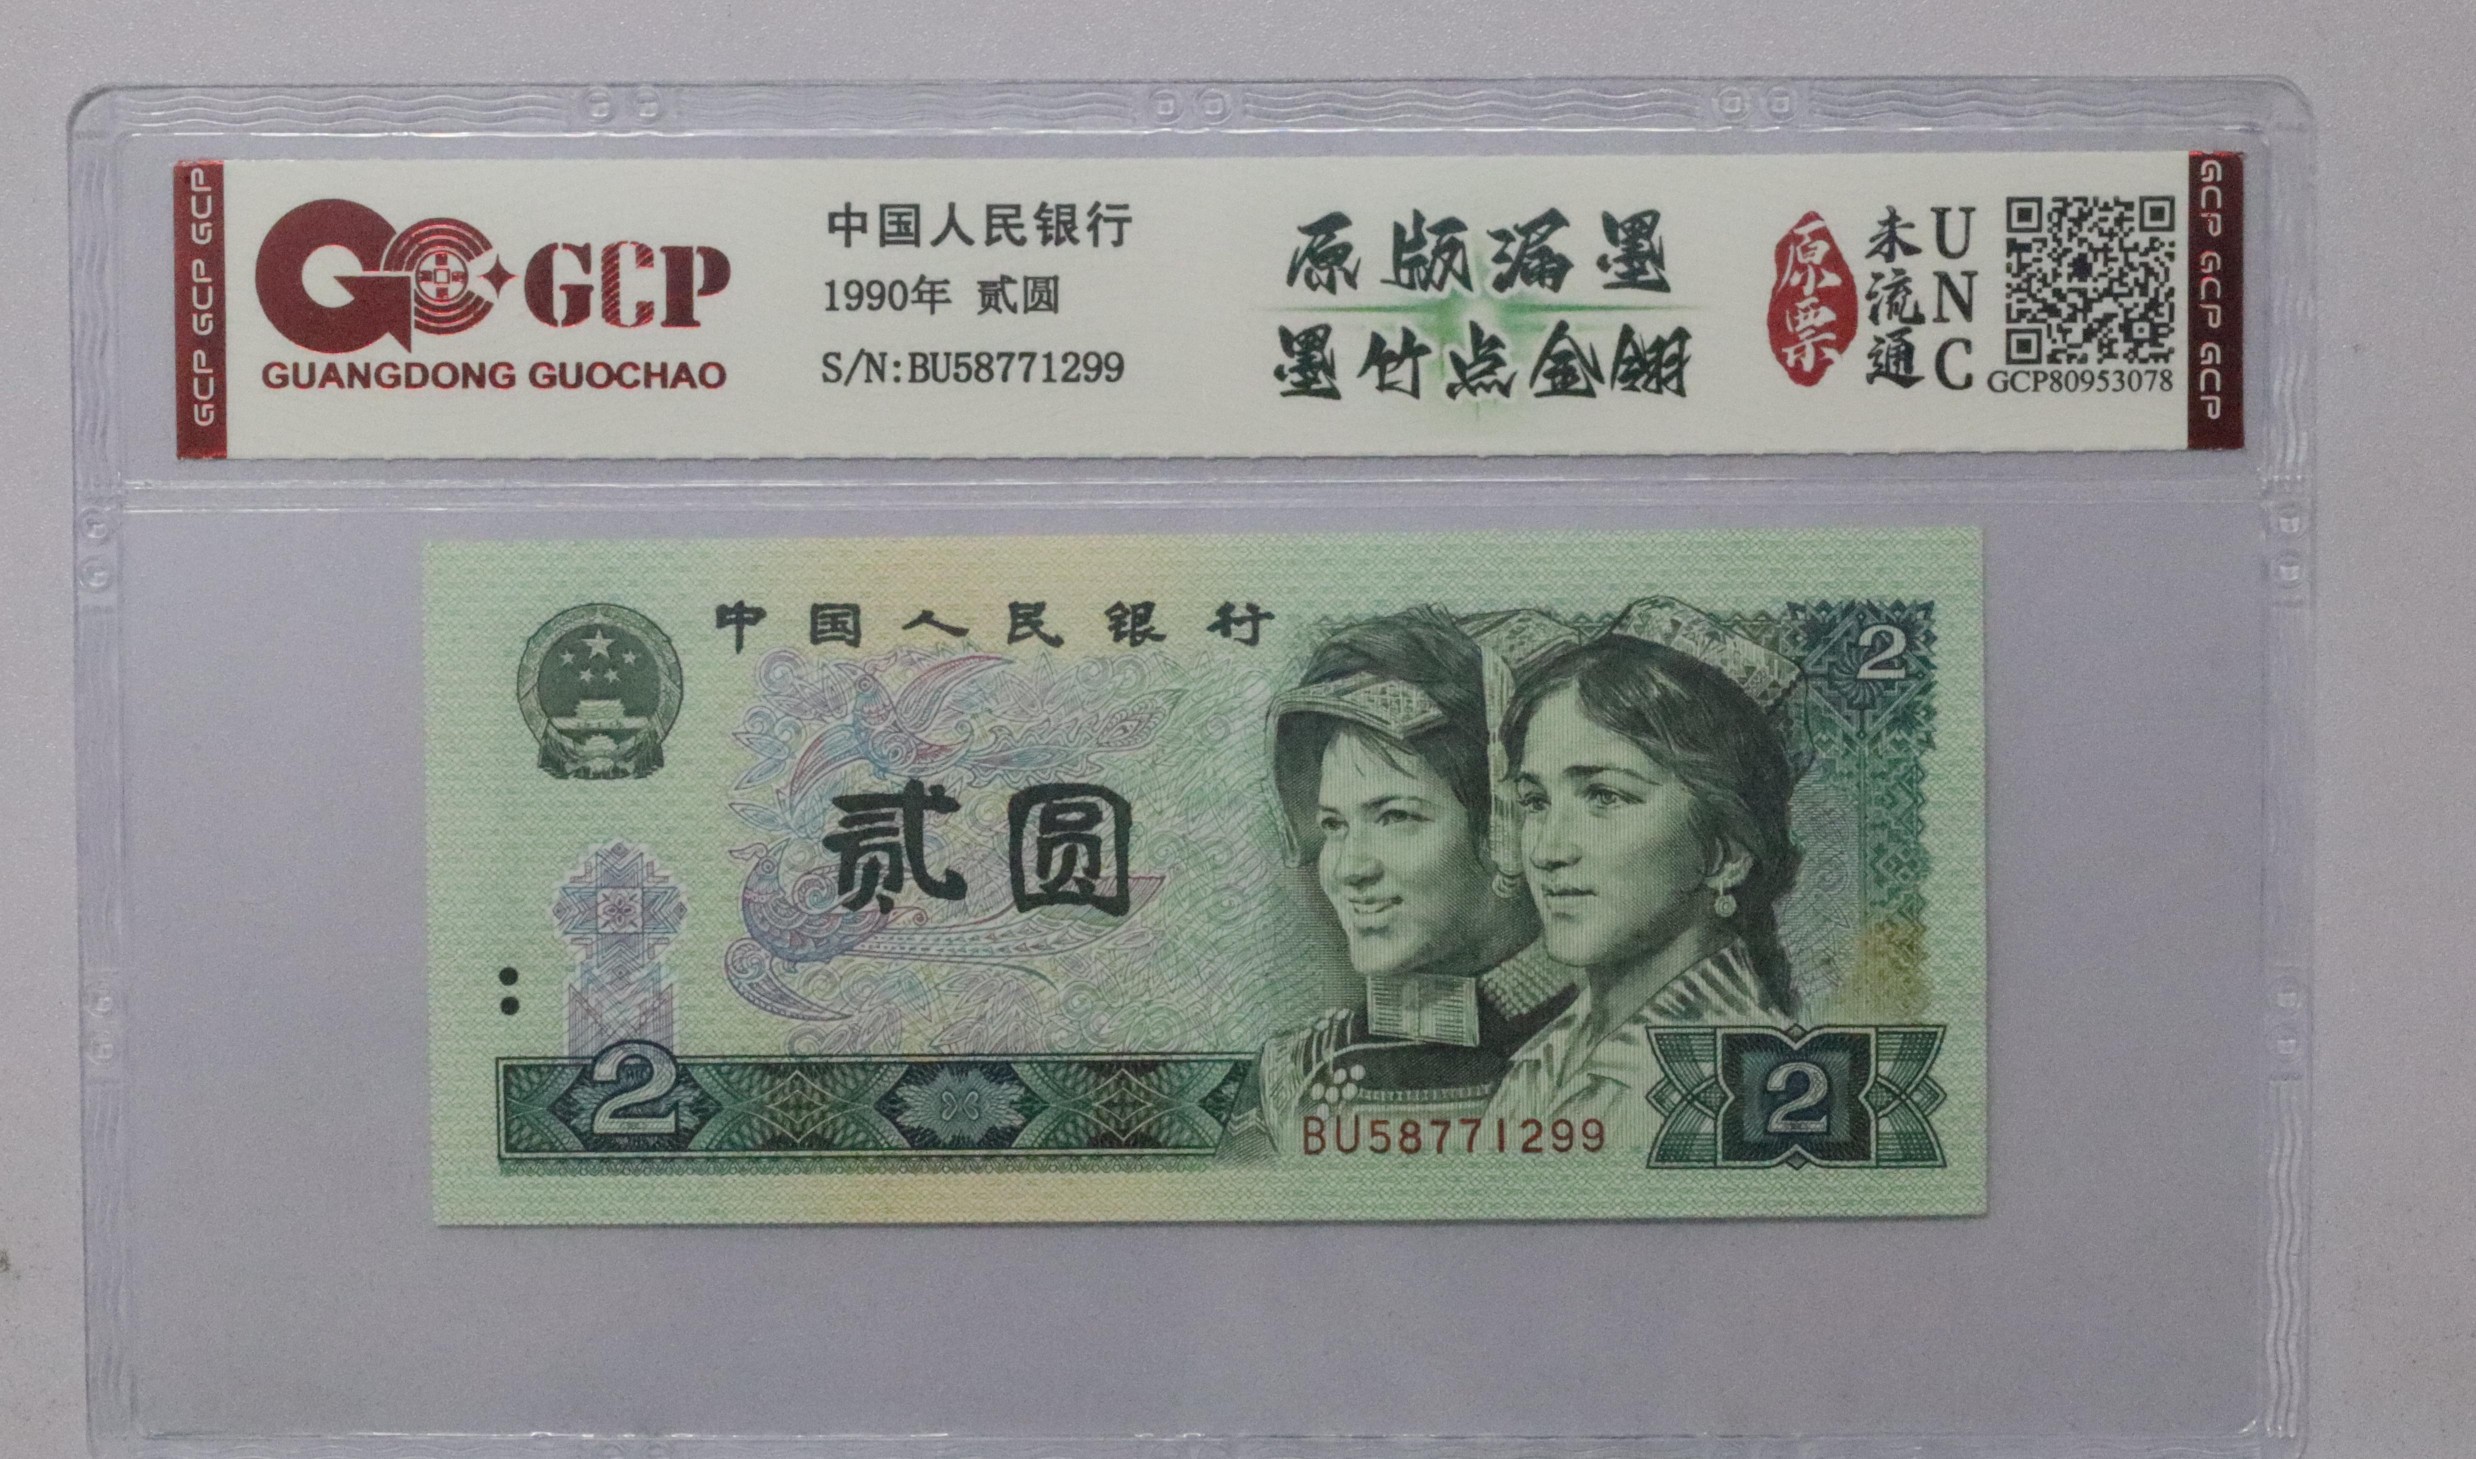 GCP GCP GCP
GCP
GUANGDONG GUOCHAO
中国人民银行
1990年 贰圆
S/N:BU58771299
原版漏墨
墨竹点金翎
原票
未流通
UNC
GCP80953078
GCP GCP GCP
中国人民银行
2
贰圆
2
BU58771299
2